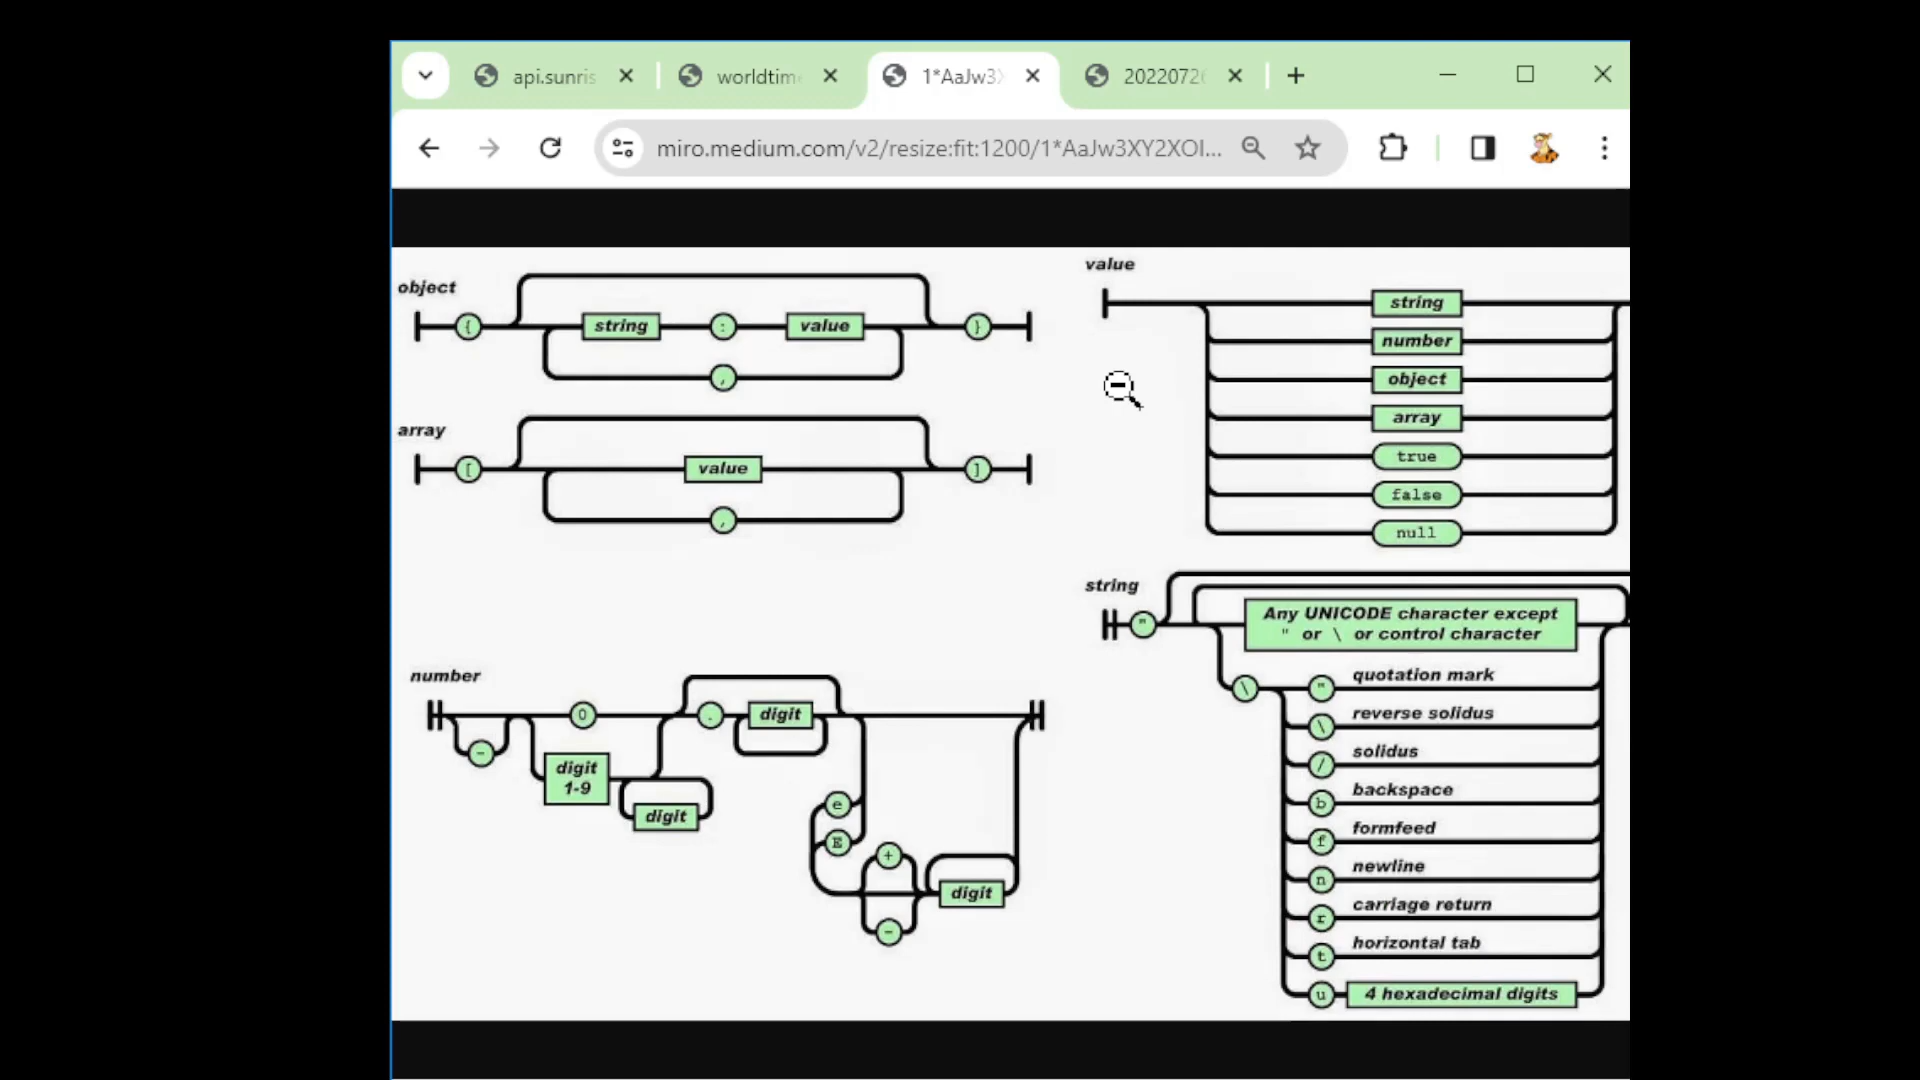 api.sunris
worldtim
1*AaJw3X
2022072
miro.medium.com/v2/resize:fit:1200/1*AaJw3XY2XOI...
object
{
string
:
value
}
,
array
[
value
]
,
number
0
-
digit
1-9
digit
.
digit
e
E
+
-
digit
value
string
number
object
array
true
false
null
string
"
Any UNICODE character except
" or \ or control character
\
" quotation mark
\ reverse solidus
/ solidus
b backspace
f formfeed
n newline
r carriage return
t horizontal tab
u 4 hexadecimal digits